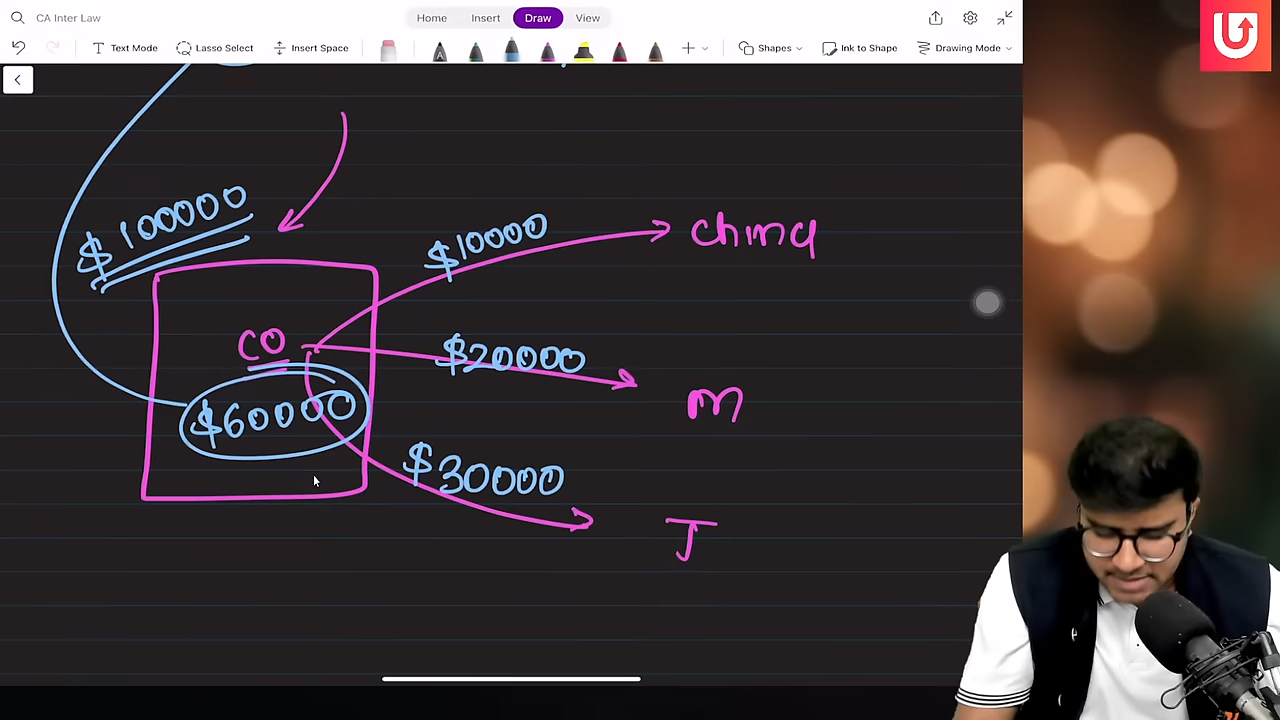 CA Inter Law
Home Insert Draw View
Text Mode Lasso Select Insert Space Shapes Ink to Shape Drawing Mode
$100000
$10000
china
CO
$20000
m
$60000
$30000
J